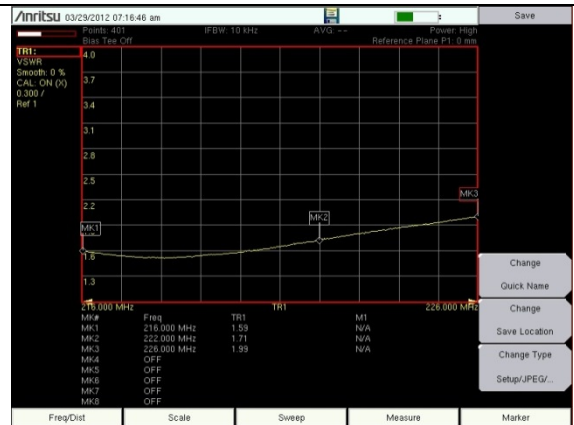 Anritsu 03/29/2012 07:16:46 am
Save
Points: 401 IFBW: 10 kHz AVG: -- Power: High
Bias Tee Off Reference Plane P1: 0 mm
TR1:
VSWR
Smooth: 0 %
CAL: ON (X)
0.300 /
Ref 1
4.0
3.7
3.4
3.1
2.8
2.5
2.2
MK3
MK2
MK1
1.6
1.3
216.000 MHz TR1 226.000 MHz
MK# Freq TR1 M1
MK1 216.000 MHz 1.59 N/A
MK2 222.000 MHz 1.71 N/A
MK3 226.000 MHz 1.99 N/A
MK4 OFF
MK5 OFF
MK6 OFF
MK7 OFF
MK8 OFF
Change
Quick Name
Change
Save Location
Change Type
Setup/JPEG/...
Freq/Dist Scale Sweep Measure Marker